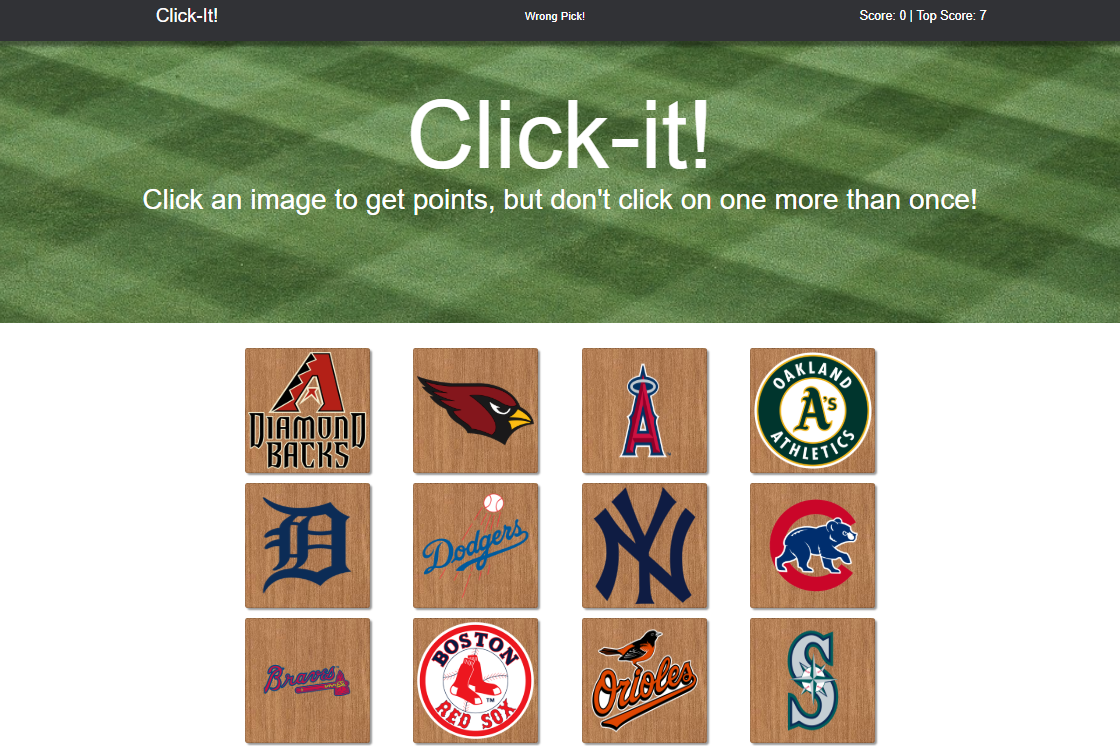 Click-It!
Wrong Pick!
Score: 0 | Top Score: 7
Click-it!
Click an image to get points, but don't click on one more than once!
A
DIAMOND
BACKS
A
OAKLAND
A's
ATHLETICS
D
Dodgers
NY
C
Braves
BOSTON
RED SOX
TM
Orioles
S